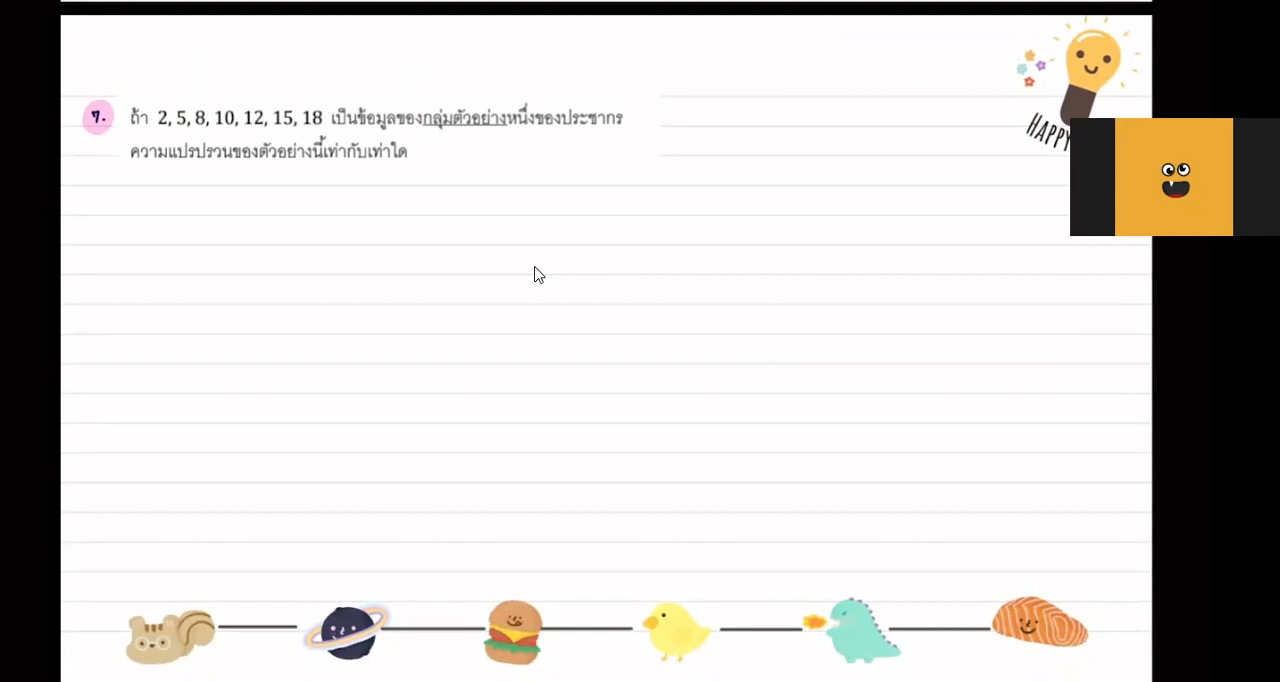 7. ถ้า 2, 5, 8, 10, 12, 15, 18 เป็นข้อมูลของกลุ่มตัวอย่างหนึ่งของประชากร
ความแปรปรวนของตัวอย่างนี้เท่ากับเท่าใด
HAPPY